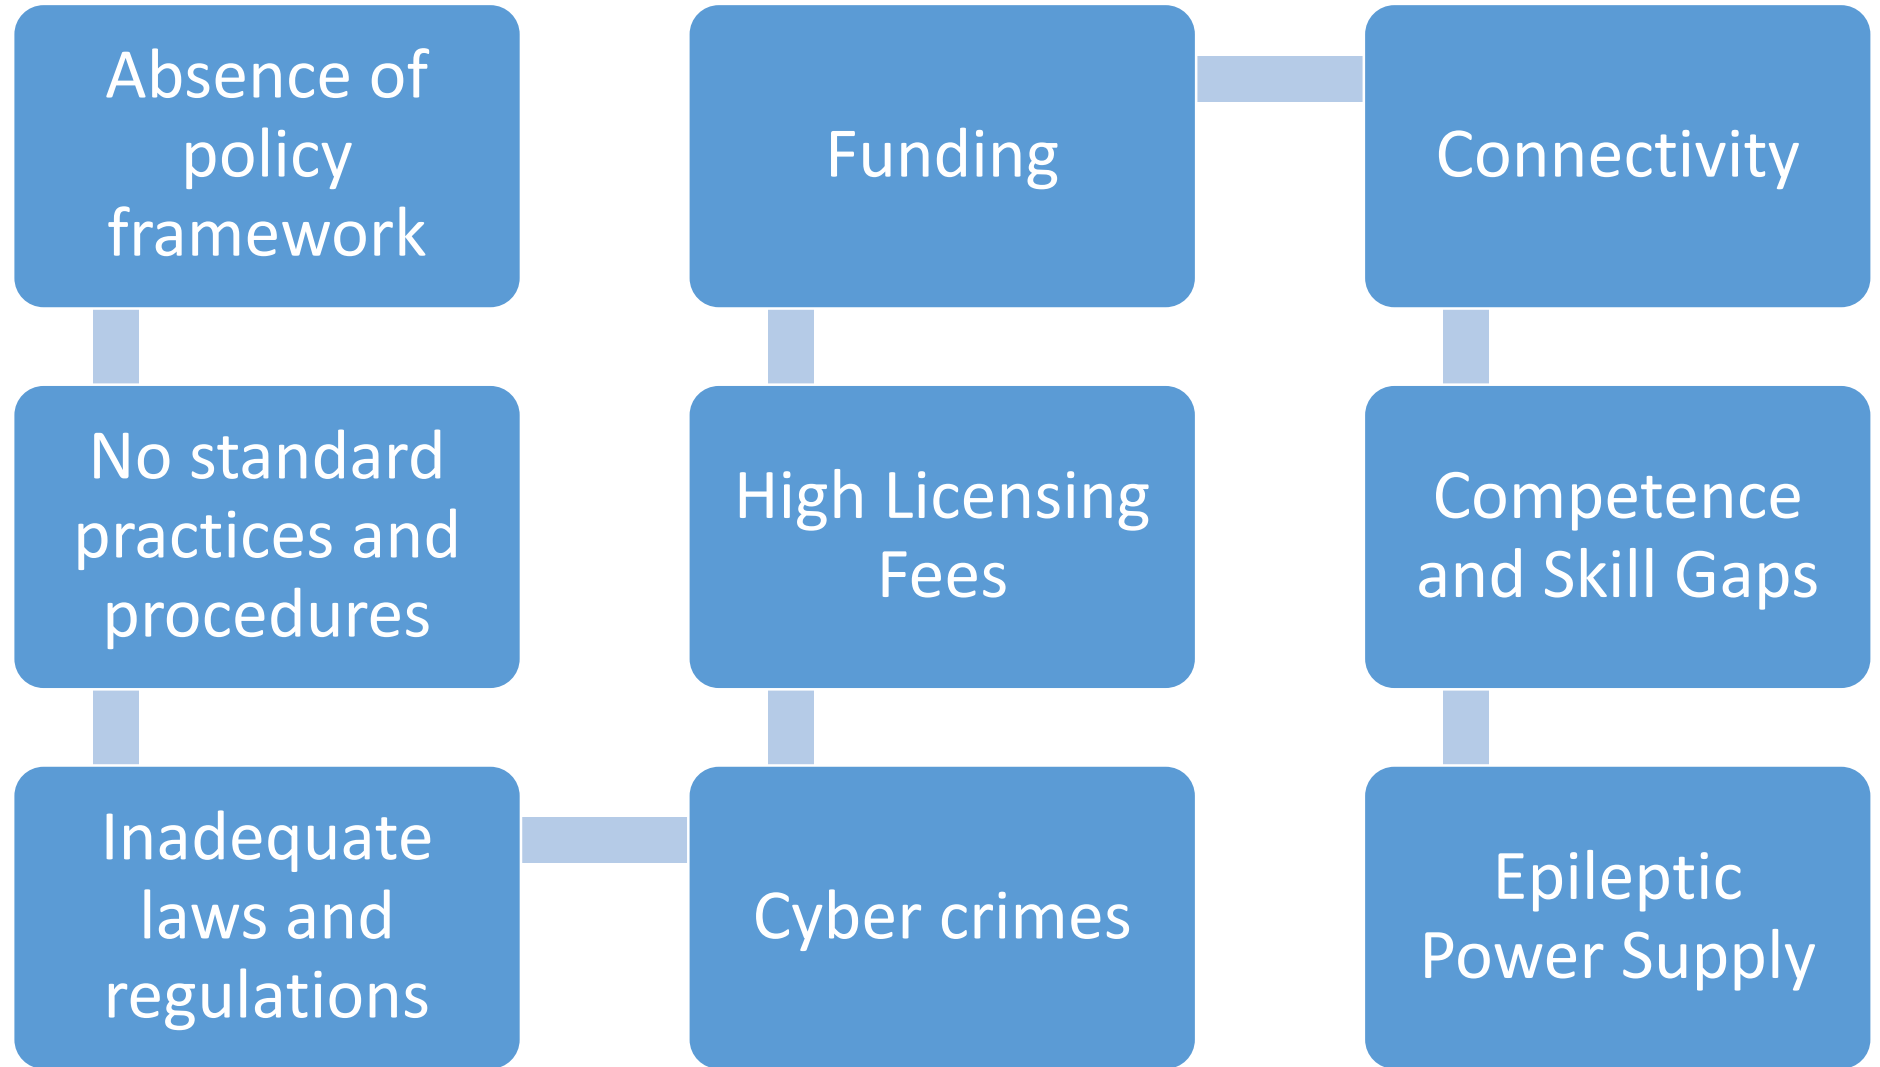 Absence of
policy
framework
No standard
practices and
procedures
Inadequate
laws and
regulations
Cyber crimes
High Licensing
Fees
Funding
Connectivity
Competence
and Skill Gaps
Epileptic
Power Supply